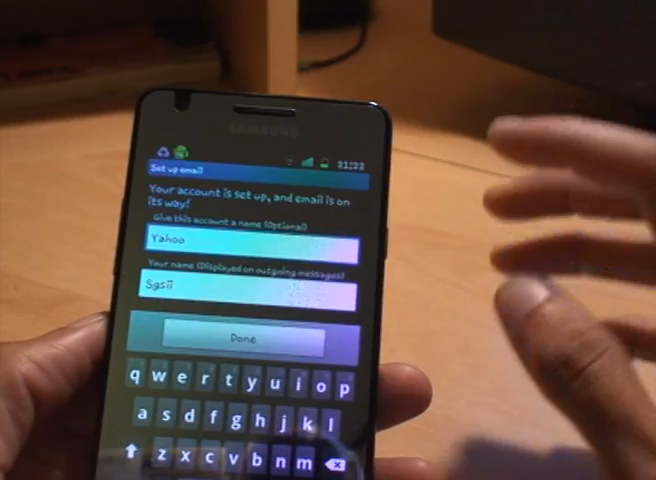 SAMSUNG
21:22
Set up email
Your account is set up, and email is on
its way!
Give this account a name (Optional)
Yahoo
Your name (Displayed on outgoing messages)
Sgsii
Done
q w e r t y u i o p
a s d f g h j k l
z x c v b n m